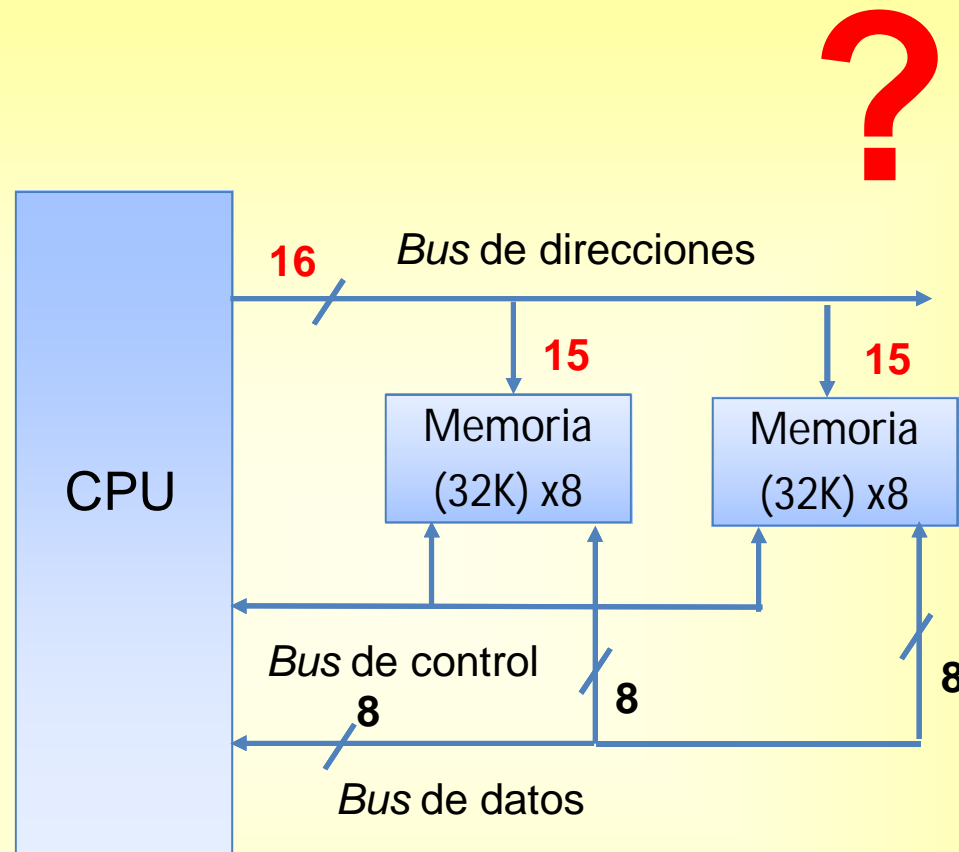 ?
16
Bus de direcciones
15
15
CPU
Memoria
(32K) x8
Memoria
(32K) x8
Bus de control
8
8
8
Bus de datos